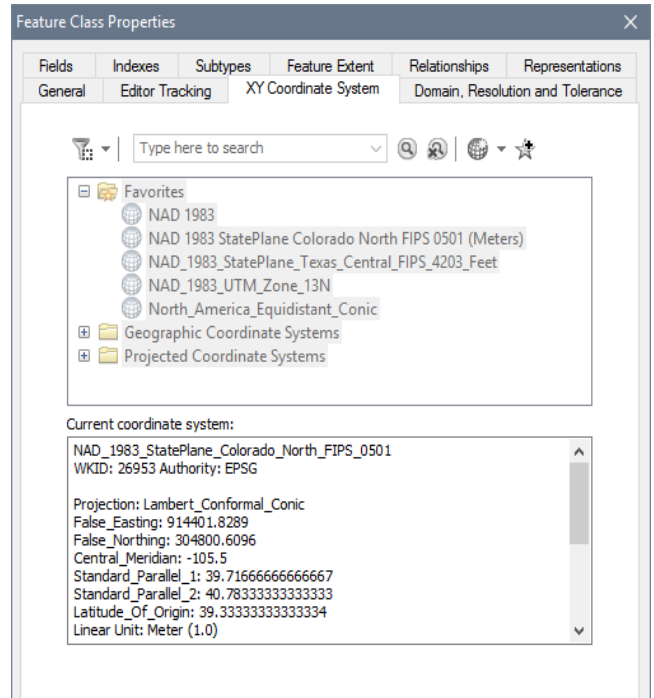 Feature Class Properties
Fields Indexes Subtypes Feature Extent Relationships Representations
General Editor Tracking XY Coordinate System Domain, Resolution and Tolerance
Type here to search
Favorites
NAD 1983
NAD 1983 StatePlane Colorado North FIPS 0501 (Meters)
NAD_1983_StatePlane_Texas_Central_FIPS_4203_Feet
NAD_1983_UTM_Zone_13N
North_America_Equidistant_Conic
Geographic Coordinate Systems
Projected Coordinate Systems
Current coordinate system:
NAD_1983_StatePlane_Colorado_North_FIPS_0501
WKID: 26953 Authority: EPSG
Projection: Lambert_Conformal_Conic
False_Easting: 914401.8289
False_Northing: 304800.6096
Central_Meridian: -105.5
Standard_Parallel_1: 39.71666666666667
Standard_Parallel_2: 40.78333333333333
Latitude_Of_Origin: 39.33333333333334
Linear Unit: Meter (1.0)